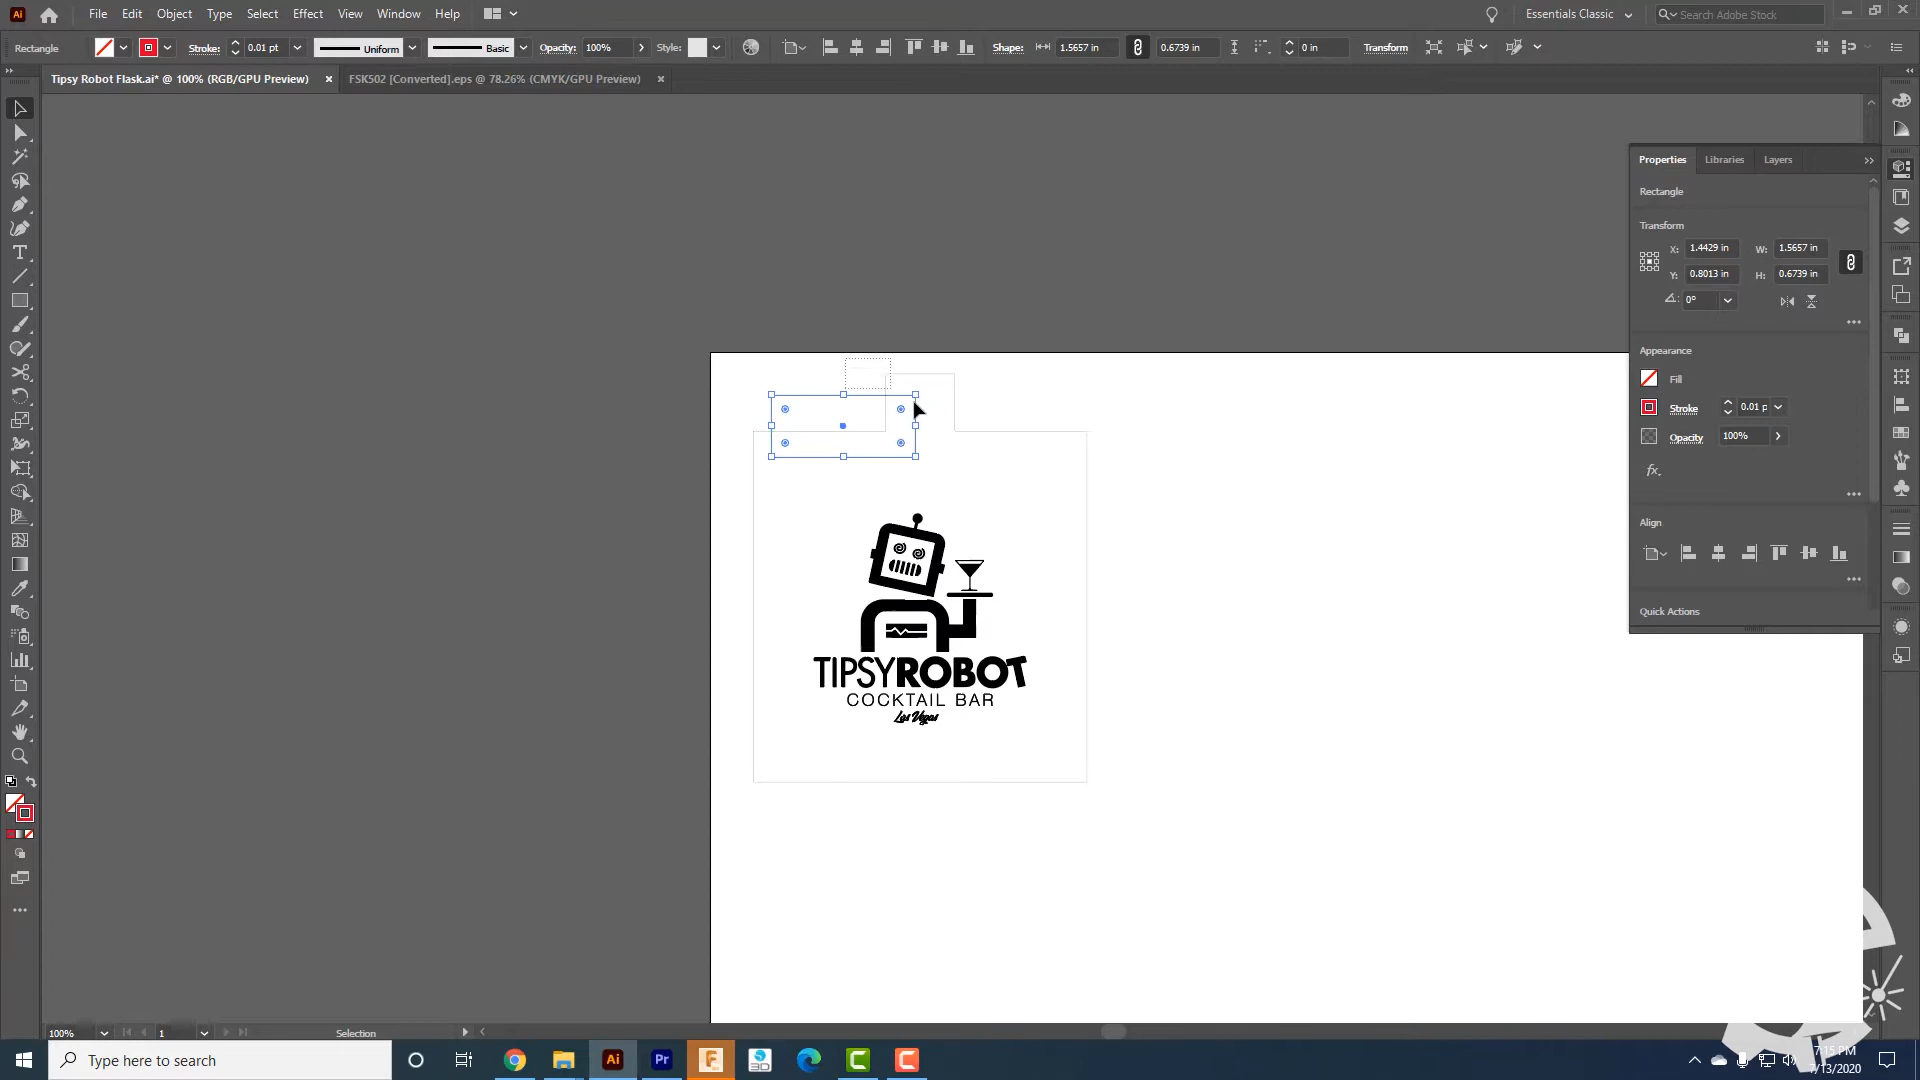 Ai File Edit Object Type Select Effect View Window Help Essentials Classic Search Adobe Stock
Rectangle Stroke: 0.01 pt Uniform Basic Opacity: 100% Style: Shape: 1.5657 in 0.6739 in 0 in Transform
Tipsy Robot Flask.ai* @ 100% (RGB/GPU Preview) × FSK502 [Converted].eps @ 78.26% (CMYK/GPU Preview) ×
Properties Libraries Layers
Rectangle
Transform
X: 1.4429 in W: 1.5657 in
Y: 0.8013 in H: 0.6739 in
0°
Appearance
Fill
Stroke 0.01 p
Opacity 100%
fx.
Align
Quick Actions
TIPSYROBOT
COCKTAIL BAR
Las Vegas
100% 1 Selection
Type here to search
Ai Pr F 3D C C
7:15 PM
7/13/2020